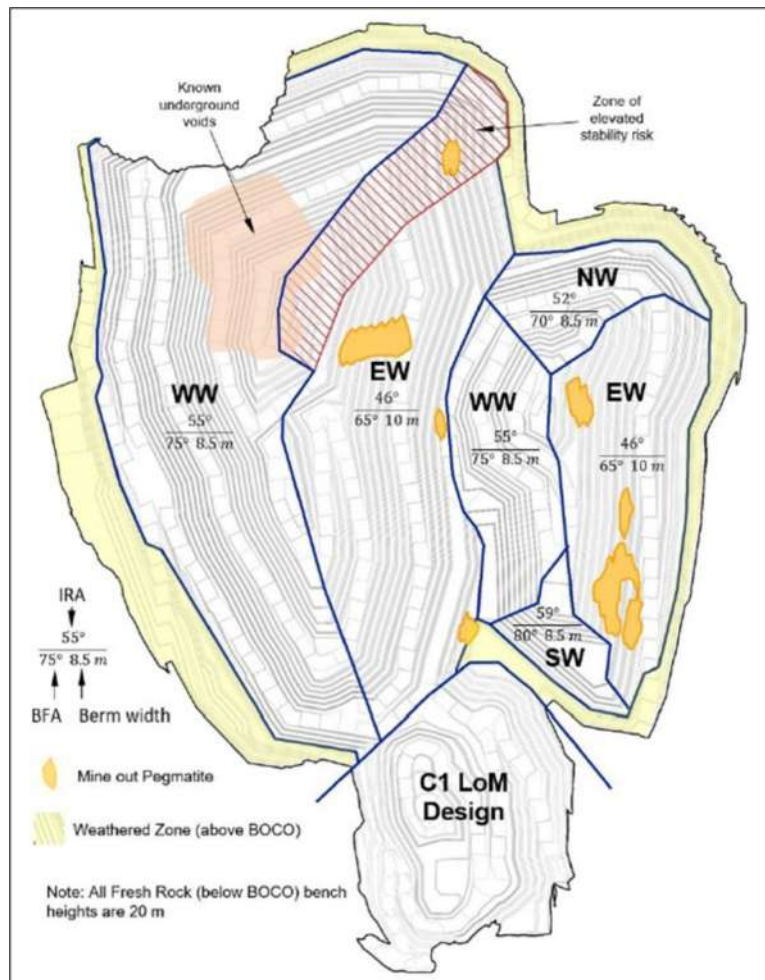 Known
underground
voids
Zone of
elevated
stability risk
NW
52°
70° 8.5 m
WW
55°
75° 8.5 m
EW
46°
65° 10 m
WW
55°
75° 8.5 m
EW
46°
65° 10 m
59°
80° 8.5 m
SW
IRA
55°
75° 8.5 m
BFA Berm width
Mine out Pegmatite
Weathered Zone (above BOCO)
Note: All Fresh Rock (below BOCO) bench
heights are 20 m
C1 LoM
Design